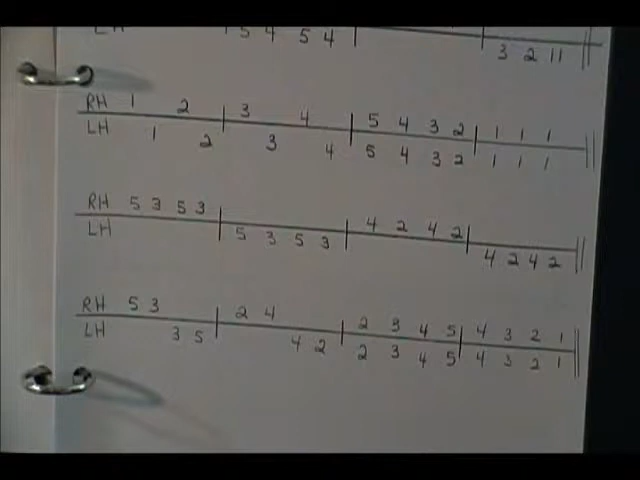 LH 5 4 5 4 3 2 1 1
RH 1 2 3 4 5 4 3 2 1 1 1
LH 1 2 3 4 5 4 3 2 1 1 1
RH 5 3 5 3 4 2 4 2
LH 5 3 5 3 4 2 4 2
RH 5 3 2 4 2 3 4 5 4 3 2 1
LH 3 5 4 2 2 3 4 5 4 3 2 1